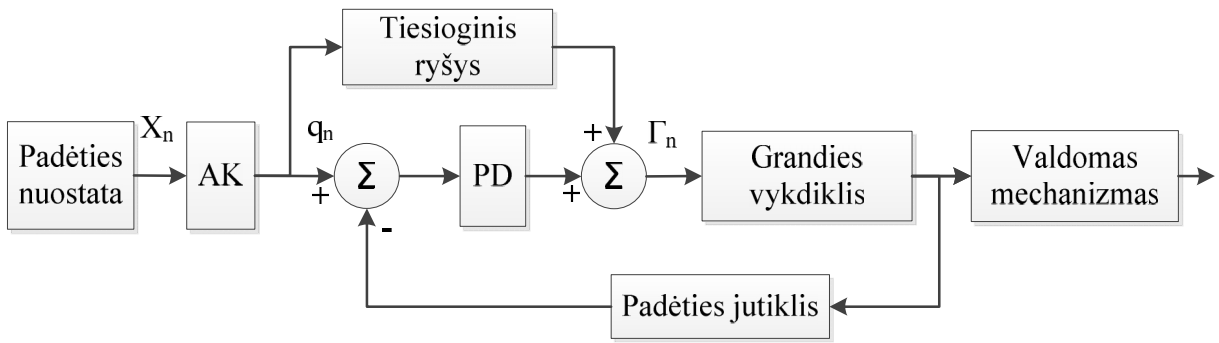 Tiesioginis
ryšys
Padėties
nuostata
Xn
AK
qn
+
Σ
-
PD
+
+
Σ
Γn
Grandies
vykdiklis
Valdomas
mechanizmas
Padėties jutiklis